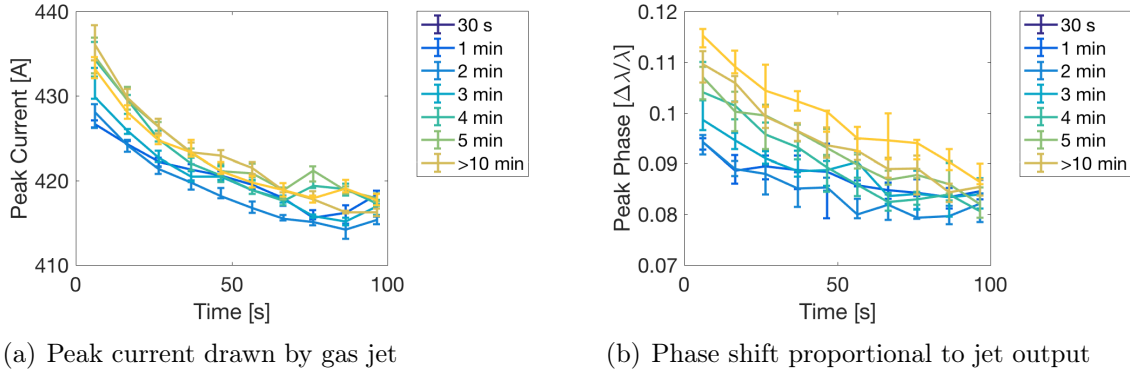 440
430
420
410
Peak Current [A]
0
50
100
Time [s]
30 s
1 min
2 min
3 min
4 min
5 min
>10 min
(a) Peak current drawn by gas jet
0.12
0.11
0.1
0.09
0.08
0.07
Peak Phase [Δλ/λ]
0
50
100
Time [s]
30 s
1 min
2 min
3 min
4 min
5 min
>10 min
(b) Phase shift proportional to jet output